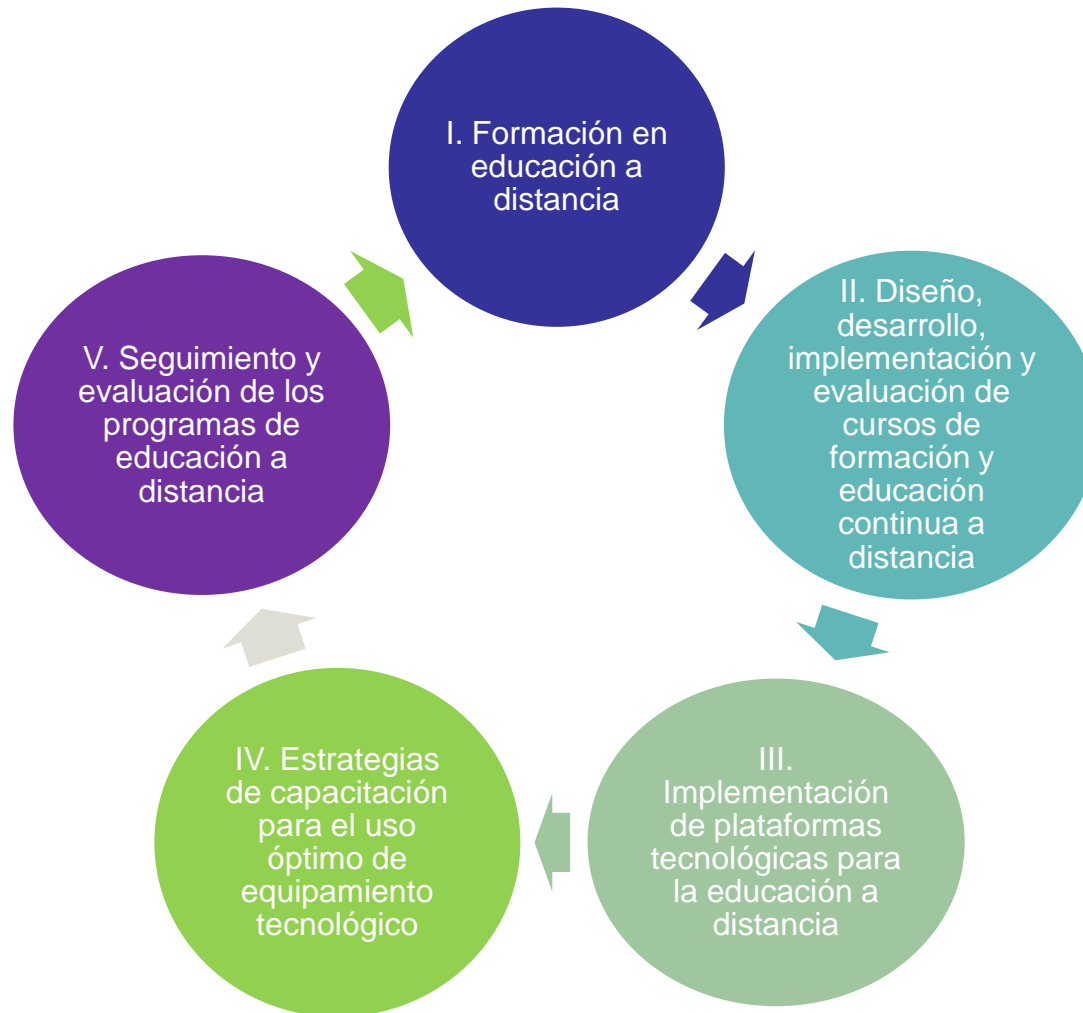 I. Formación en
educación a
distancia
II. Diseño,
desarrollo,
implementación y
evaluación de
cursos de
formación y
educación
continua a
distancia
III.
Implementación
de plataformas
tecnológicas para
la educación a
distancia
IV. Estrategias
de capacitación
para el uso
óptimo de
equipamiento
tecnológico
V. Seguimiento y
evaluación de los
programas de
educación a
distancia